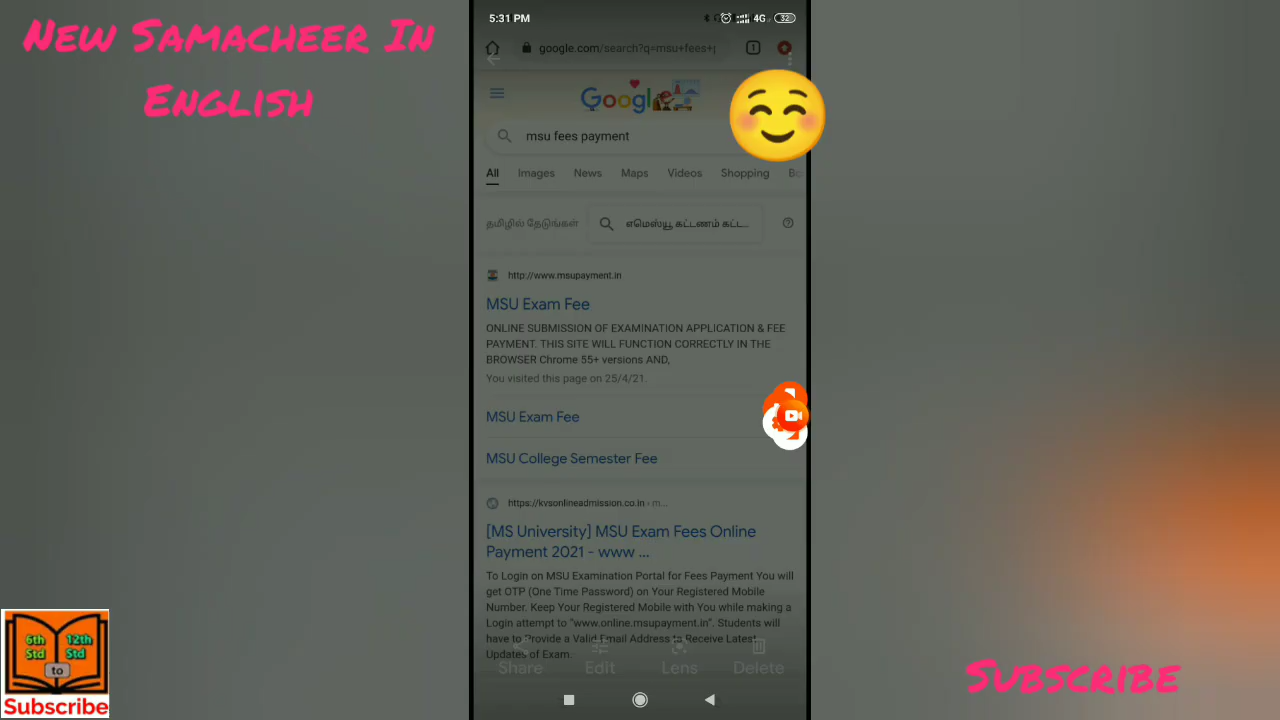 New Samacheer In
English
5:31 PM
4G 32
google.com/search?q=msu+fees+p
1
Google
msu fees payment
All Images News Maps Videos Shopping Bo
தமிழில் தேடுங்கள் எமெஸ்யூ கட்டணம் கட்ட...
http://www.msupayment.in
MSU Exam Fee
ONLINE SUBMISSION OF EXAMINATION APPLICATION & FEE
PAYMENT. THIS SITE WILL FUNCTION CORRECTLY IN THE
BROWSER Chrome 55+ versions AND,
You visited this page on 25/4/21.
MSU Exam Fee
MSU College Semester Fee
https://kvsonlineadmission.co.in › m...
[MS University] MSU Exam Fees Online
Payment 2021 - www ...
To Login on MSU Examination Portal for Fees Payment You will
get OTP (One Time Password) on Your Registered Mobile
Number. Keep Your Registered Mobile with You while making a
Login attempt to "www.online.msupayment.in". Students will
have to Provide a Valid Email Address to Receive Latest
Updates of Exam.
Share Edit Lens Delete
6th Std to 12th Std
Subscribe
Subscribe